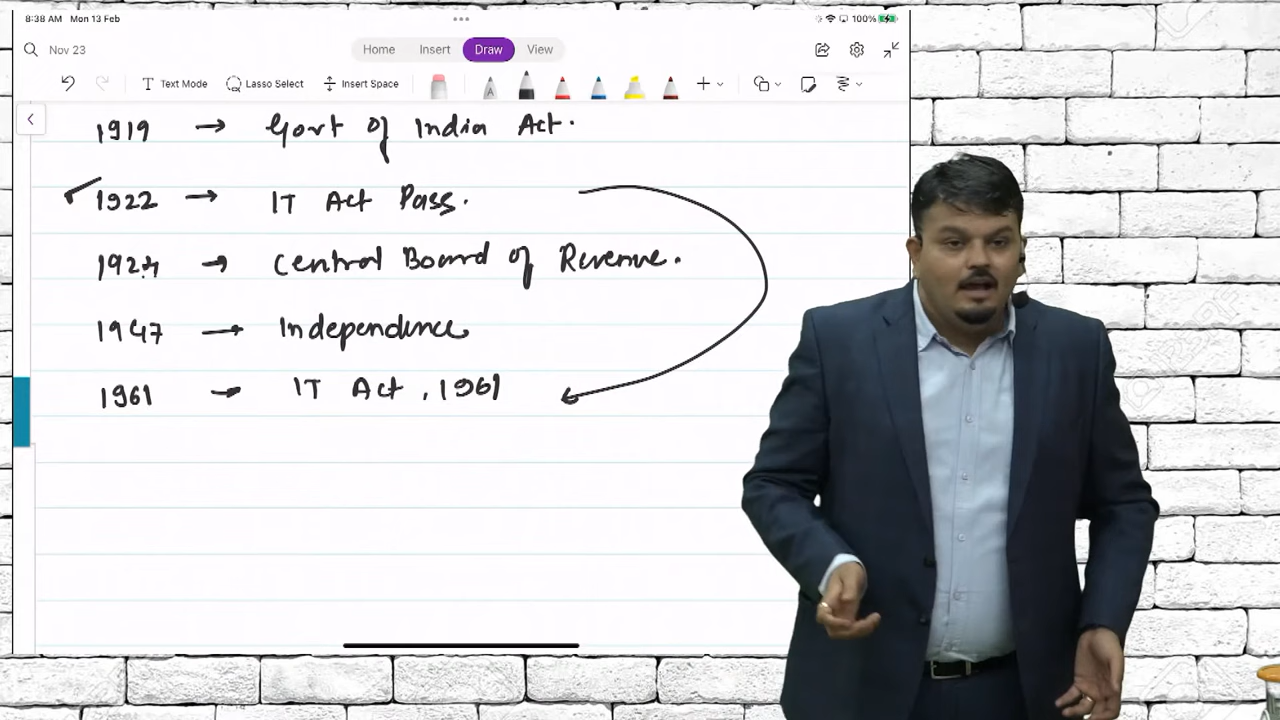 8:38 AM Mon 13 Feb
100%
Nov 23
Home Insert Draw View
Text Mode Lasso Select Insert Space
1919 → Govt Of India Act.
1922 → IT Act Pass.
1924 → Central Board of Revenue.
1947 → Independence
1961 → IT Act, 1961